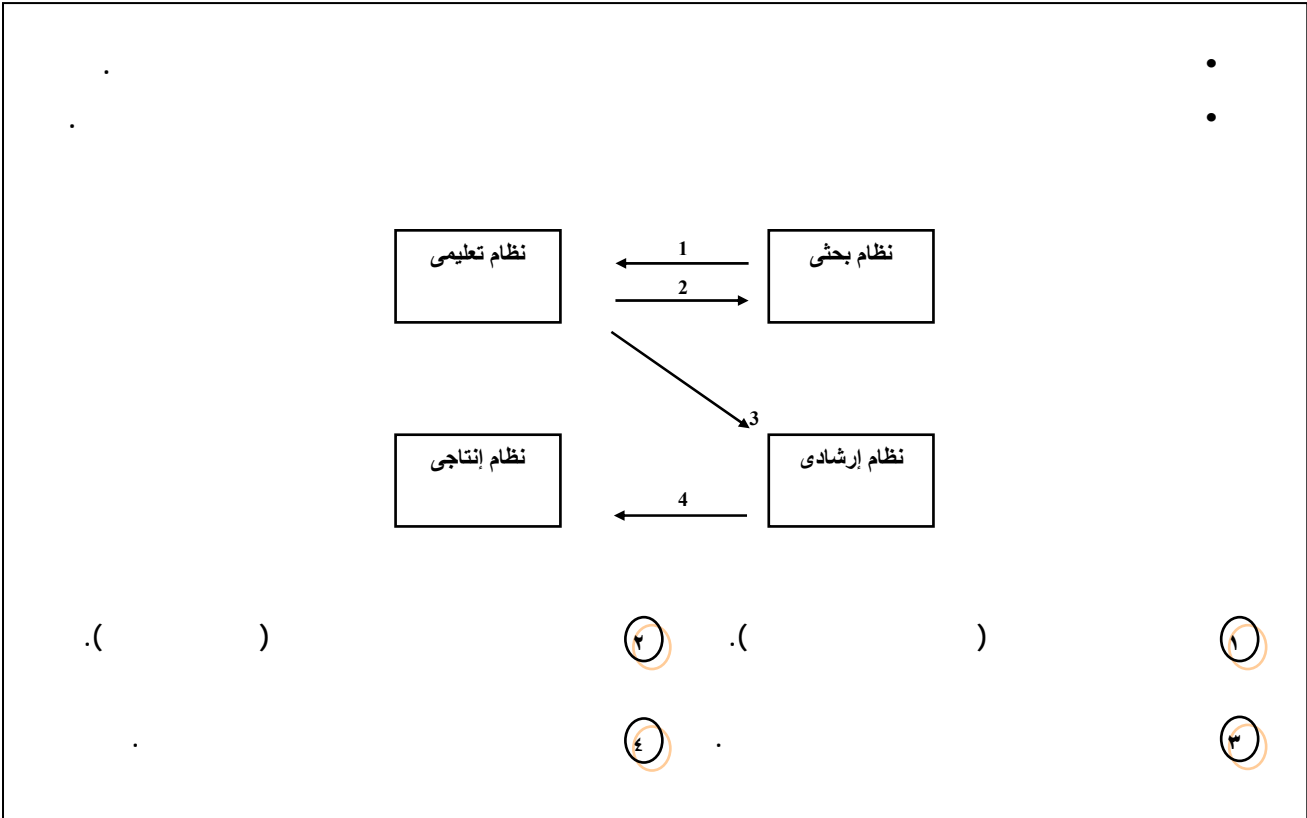 • .
• .
نظام بحثى 1 نظام تعليمى
2
3
نظام إرشادى 4 نظام إنتاجى
١ ( ). ٢ ( ).
٣ . ٤ .